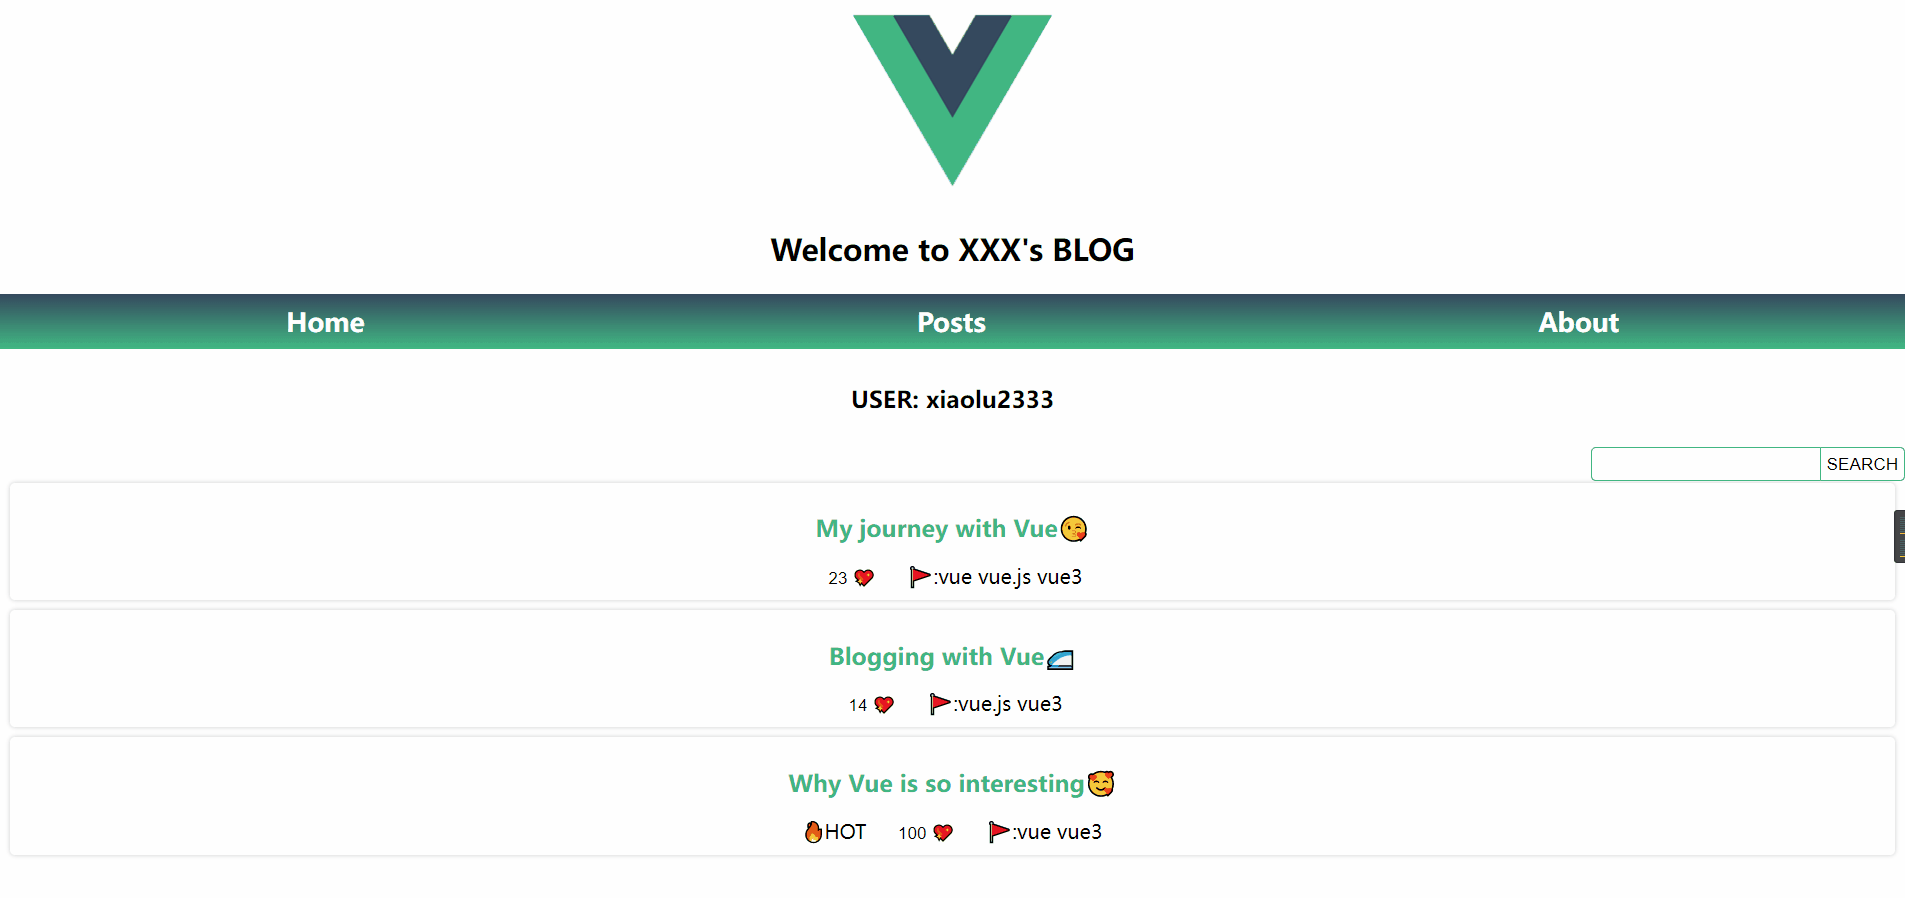 Welcome to XXX's BLOG
Home Posts About
USER: xiaolu2333
SEARCH
My journey with Vue😘
23 💖 🚩:vue vue.js vue3
Blogging with Vue🚄
14 💖 🚩:vue.js vue3
Why Vue is so interesting🥰
🔥HOT 100 💖 🚩:vue vue3